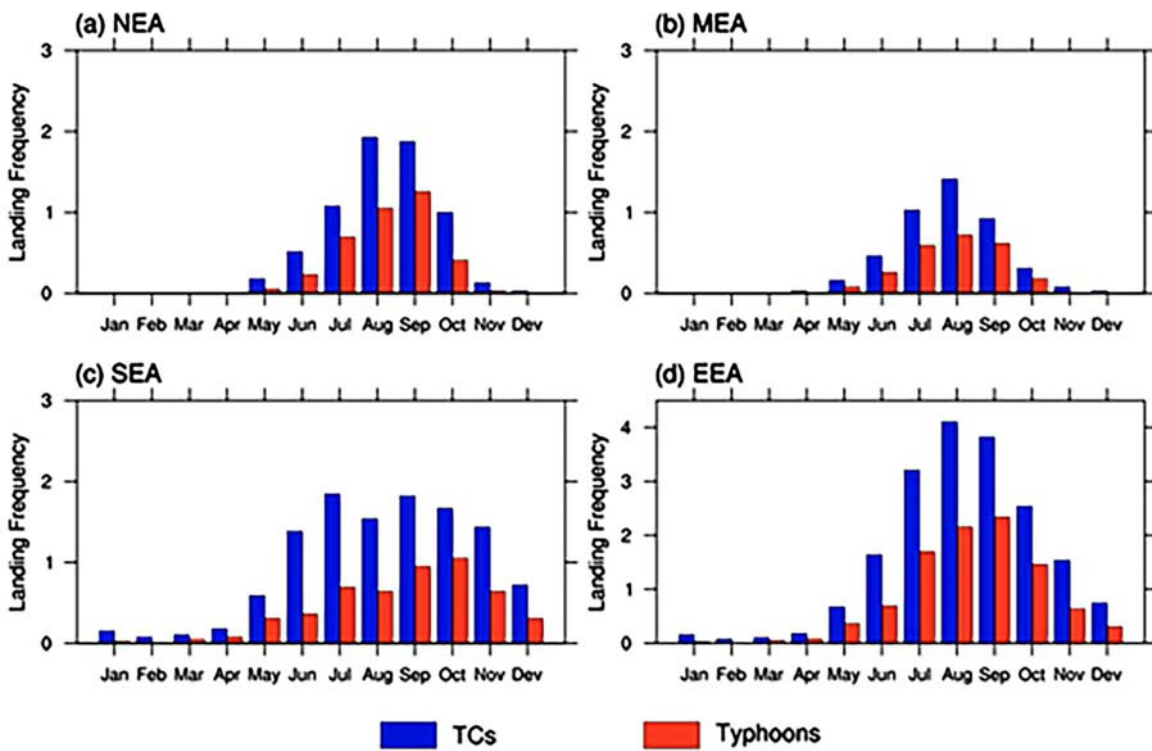 (a) NEA
(b) MEA
3
2
1
0
Landing Frequency
Jan Feb Mar Apr May Jun Jul Aug Sep Oct Nov Dev
3
2
1
0
Landing Frequency
Jan Feb Mar Apr May Jun Jul Aug Sep Oct Nov Dev
(c) SEA
(d) EEA
3
2
1
0
Landing Frequency
Jan Feb Mar Apr May Jun Jul Aug Sep Oct Nov Dev
4
3
2
1
0
Landing Frequency
Jan Feb Mar Apr May Jun Jul Aug Sep Oct Nov Dev
TCs
Typhoons